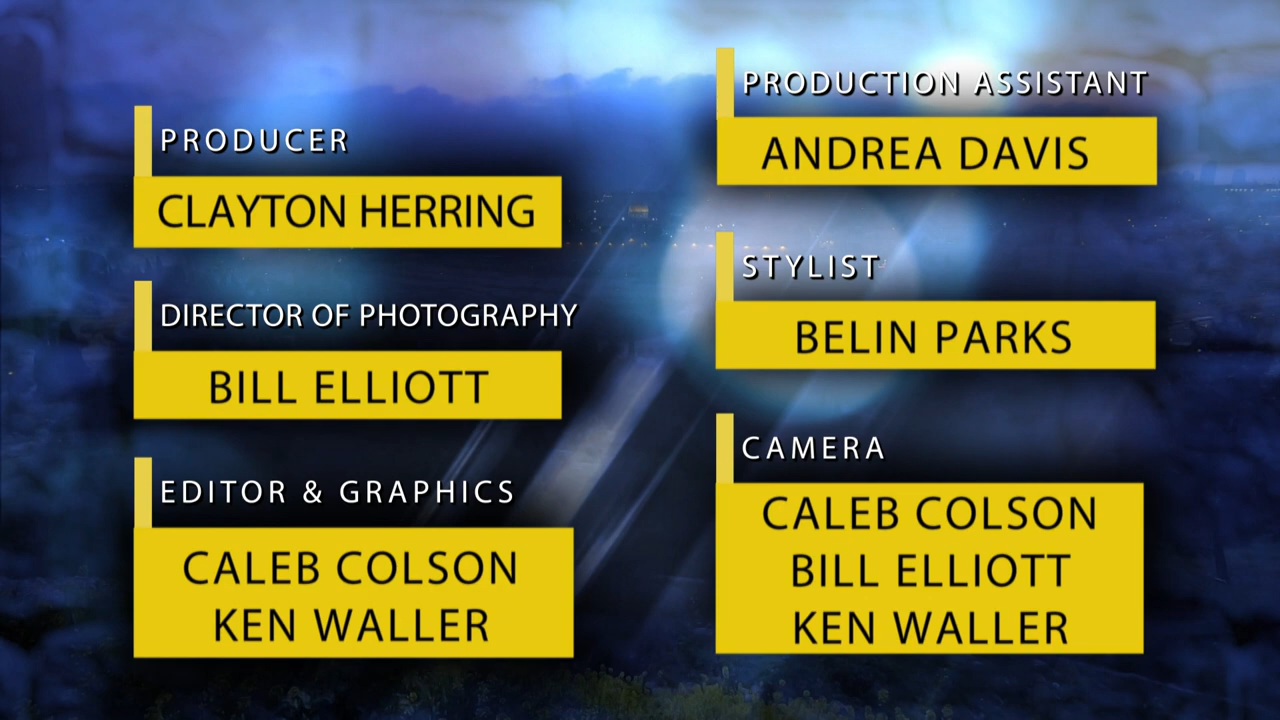 PRODUCER
CLAYTON HERRING
DIRECTOR OF PHOTOGRAPHY
BILL ELLIOTT
EDITOR & GRAPHICS
CALEB COLSON
KEN WALLER
PRODUCTION ASSISTANT
ANDREA DAVIS
STYLIST
BELIN PARKS
CAMERA
CALEB COLSON
BILL ELLIOTT
KEN WALLER